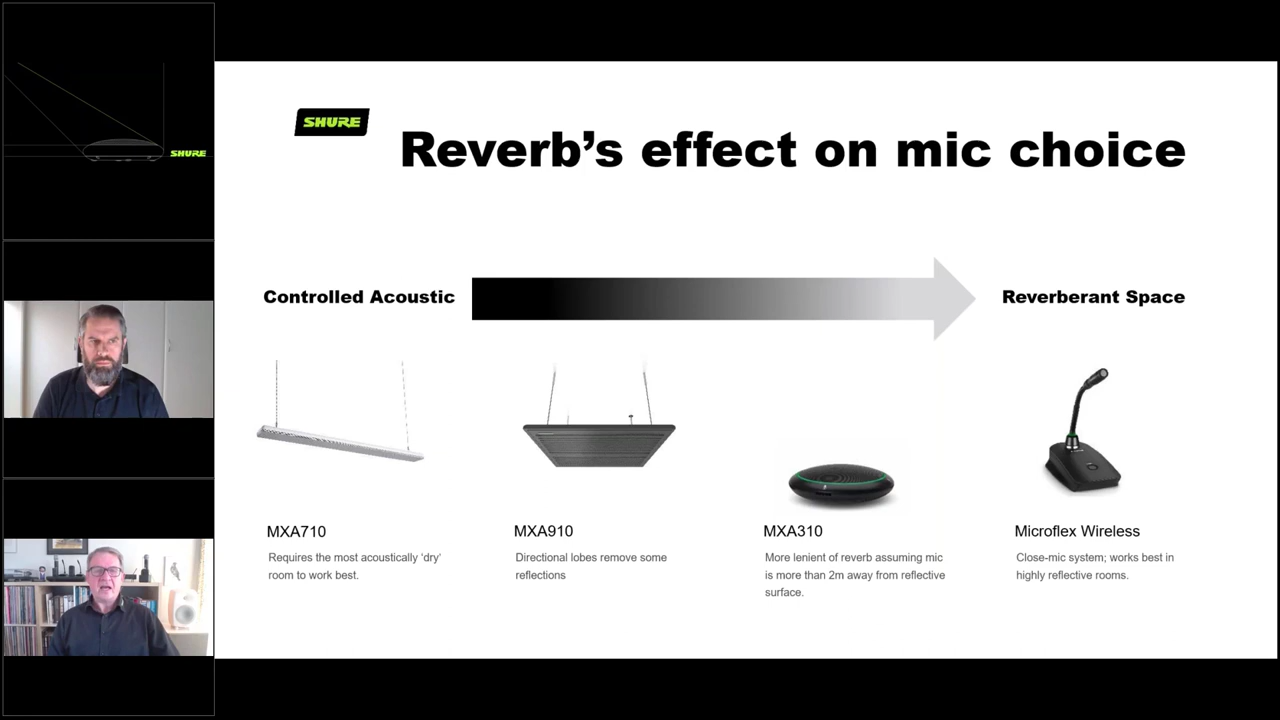 SHURE
SHURE
Reverb’s effect on mic choice
Controlled Acoustic
Reverberant Space
MXA710
Requires the most acoustically ‘dry’
room to work best.
MXA910
Directional lobes remove some
reflections
MXA310
More lenient of reverb assuming mic
is more than 2m away from reflective
surface.
Microflex Wireless
Close-mic system; works best in
highly reflective rooms.